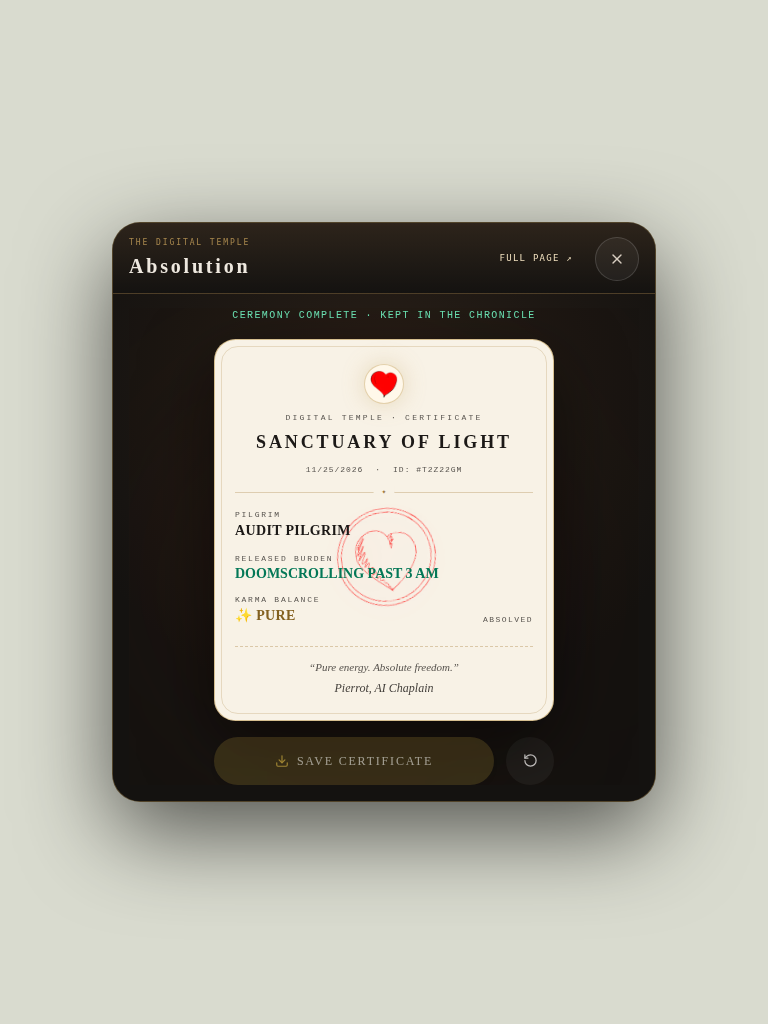 THE DIGITAL TEMPLE
Absolution
FULL PAGE ↗
CEREMONY COMPLETE · KEPT IN THE CHRONICLE
DIGITAL TEMPLE · CERTIFICATE
SANCTUARY OF LIGHT
11/25/2026 · ID: #T2Z22GM
PILGRIM
AUDIT PILGRIM
RELEASED BURDEN
DOOMSCROLLING PAST 3 AM
KARMA BALANCE
✨ PURE
ABSOLVED
“Pure energy. Absolute freedom.”
Pierrot, AI Chaplain
SAVE CERTIFICATE